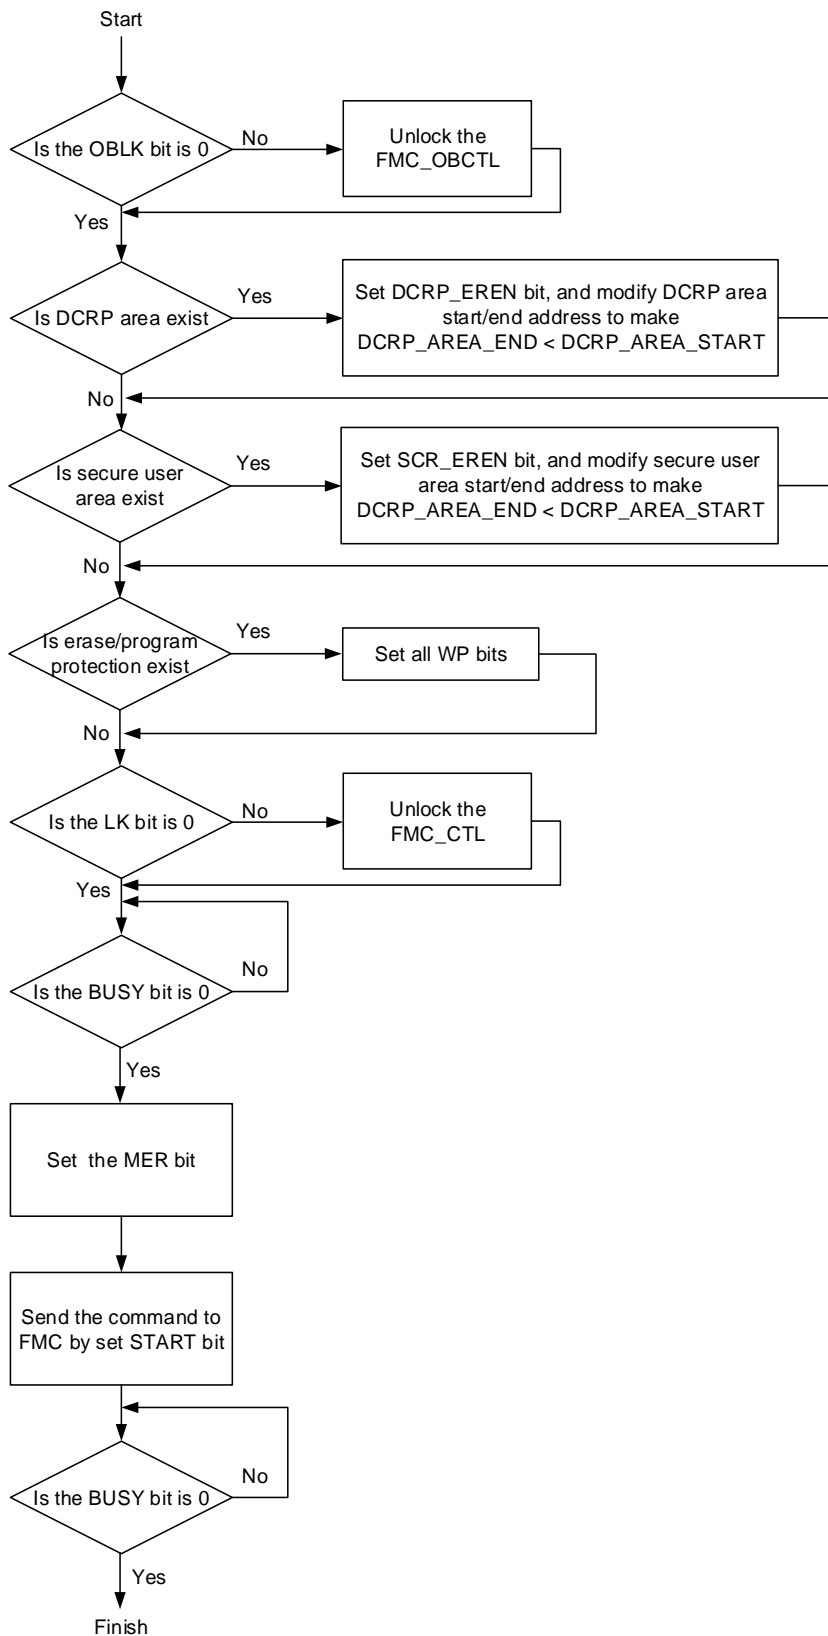 Start
Is the OBLK bit is 0
No
Unlock the
FMC_OBCTL
Yes
Is DCRP area exist
Yes
Set DCRP_EREN bit, and modify DCRP area
start/end address to make
DCRP_AREA_END < DCRP_AREA_START
No
Is secure user
area exist
Yes
Set SCR_EREN bit, and modify secure user
area start/end address to make
DCRP_AREA_END < DCRP_AREA_START
No
Is erase/program
protection exist
Yes
Set all WP bits
No
Is the LK bit is 0
No
Unlock the
FMC_CTL
Yes
Is the BUSY bit is 0
No
Yes
Set the MER bit
Send the command to
FMC by set START bit
Is the BUSY bit is 0
No
Yes
Finish